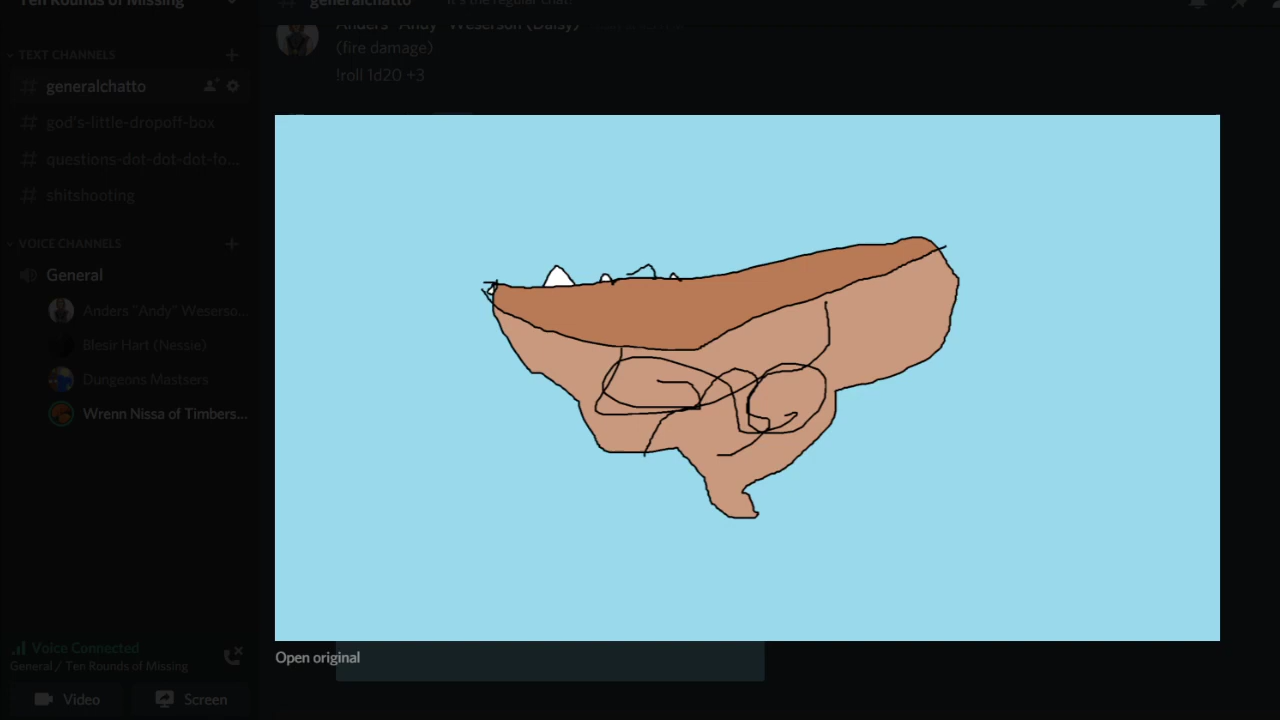 Ten Rounds of Missing
generalchatto
It's the regular chat!
TEXT CHANNELS
generalchatto
god's-little-dropoff-box
questions-dot-dot-dot-fo...
shitshooting
VOICE CHANNELS
General
Anders "Andy" Weserso...
Blesir Hart (Nessie)
Dungeons Mastsers
Wrenn Nissa of Timbers...
Voice Connected
General / Ten Rounds of Missing
Video
Screen
Anders "Andy" Weserson (Daisy)
(fire damage)
!roll 1d20 +3
Open original